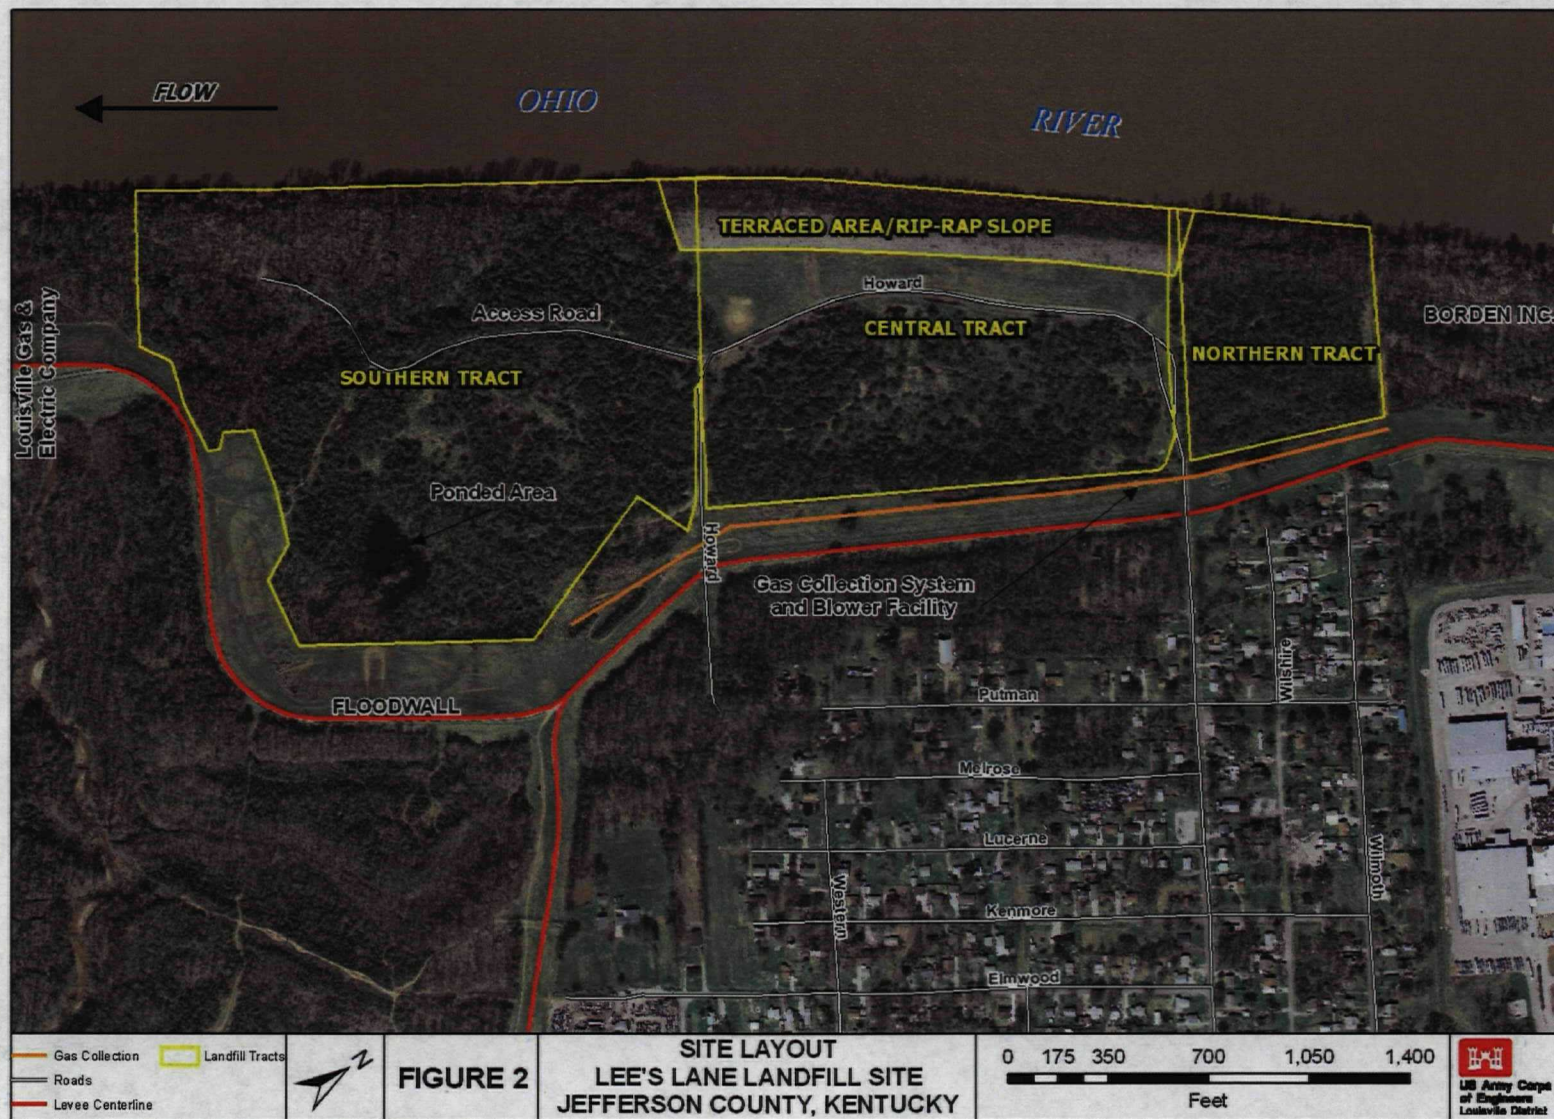 FLOW
OHIO
RIVER
TERRACED AREA/RIP-RAP SLOPE
Howard
Access Road
CENTRAL TRACT
BORDEN INC.
NORTHERN TRACT
Louisville Gas &
Electric Company
SOUTHERN TRACT
Ponded Area
Howard
Gas Collection System
and Blower Facility
Wilshire
Putman
FLOODWALL
Melrose
Lucerne
Wilmoth
Western
Kenmore
Elmwood
Gas Collection
Landfill Tracts
Roads
Levee Centerline
N
FIGURE 2
SITE LAYOUT
LEE'S LANE LANDFILL SITE
JEFFERSON COUNTY, KENTUCKY
0 175 350 700 1,050 1,400
Feet
US Army Corps
of Engineers
Louisville District